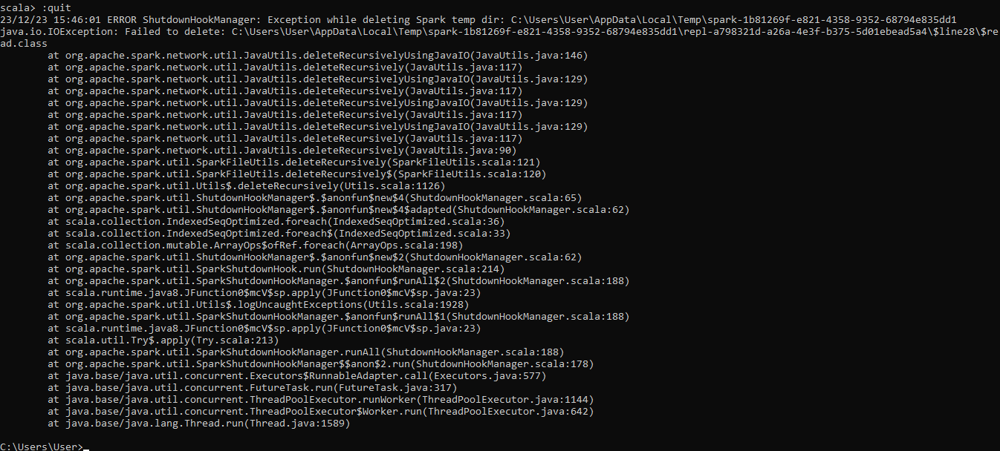 scala> :quit
23/12/23 15:46:01 ERROR ShutdownHookManager: Exception while deleting Spark temp dir: C:\Users\User\AppData\Local\Temp\spark-1b81269f-e821-4358-9352-68794e835dd1
java.io.IOException: Failed to delete: C:\Users\User\AppData\Local\Temp\spark-1b81269f-e821-4358-9352-68794e835dd1\repl-a798321d-a26a-4e3f-b375-5d01ebead5a4\$line28\$re
ad.class
        at org.apache.spark.network.util.JavaUtils.deleteRecursivelyUsingJavaIO(JavaUtils.java:146)
        at org.apache.spark.network.util.JavaUtils.deleteRecursively(JavaUtils.java:117)
        at org.apache.spark.network.util.JavaUtils.deleteRecursivelyUsingJavaIO(JavaUtils.java:129)
        at org.apache.spark.network.util.JavaUtils.deleteRecursively(JavaUtils.java:117)
        at org.apache.spark.network.util.JavaUtils.deleteRecursivelyUsingJavaIO(JavaUtils.java:129)
        at org.apache.spark.network.util.JavaUtils.deleteRecursively(JavaUtils.java:117)
        at org.apache.spark.network.util.JavaUtils.deleteRecursivelyUsingJavaIO(JavaUtils.java:129)
        at org.apache.spark.network.util.JavaUtils.deleteRecursively(JavaUtils.java:117)
        at org.apache.spark.network.util.JavaUtils.deleteRecursively(JavaUtils.java:90)
        at org.apache.spark.util.SparkFileUtils.deleteRecursively(SparkFileUtils.scala:121)
        at org.apache.spark.util.SparkFileUtils.deleteRecursively$(SparkFileUtils.scala:120)
        at org.apache.spark.util.Utils$.deleteRecursively(Utils.scala:1126)
        at org.apache.spark.util.ShutdownHookManager$.$anonfun$new$4(ShutdownHookManager.scala:65)
        at org.apache.spark.util.ShutdownHookManager$.$anonfun$new$4$adapted(ShutdownHookManager.scala:62)
        at scala.collection.IndexedSeqOptimized.foreach(IndexedSeqOptimized.scala:36)
        at scala.collection.IndexedSeqOptimized.foreach$(IndexedSeqOptimized.scala:33)
        at scala.collection.mutable.ArrayOps$ofRef.foreach(ArrayOps.scala:198)
        at org.apache.spark.util.ShutdownHookManager$.$anonfun$new$2(ShutdownHookManager.scala:62)
        at org.apache.spark.util.SparkShutdownHook.run(ShutdownHookManager.scala:214)
        at org.apache.spark.util.SparkShutdownHookManager.$anonfun$runAll$2(ShutdownHookManager.scala:188)
        at scala.runtime.java8.JFunction0$mcV$sp.apply(JFunction0$mcV$sp.java:23)
        at org.apache.spark.util.Utils$.logUncaughtExceptions(Utils.scala:1928)
        at org.apache.spark.util.SparkShutdownHookManager.$anonfun$runAll$1(ShutdownHookManager.scala:188)
        at scala.runtime.java8.JFunction0$mcV$sp.apply(JFunction0$mcV$sp.java:23)
        at scala.util.Try$.apply(Try.scala:213)
        at org.apache.spark.util.SparkShutdownHookManager.runAll(ShutdownHookManager.scala:188)
        at org.apache.spark.util.SparkShutdownHookManager$$anon$2.run(ShutdownHookManager.scala:178)
        at java.base/java.util.concurrent.Executors$RunnableAdapter.call(Executors.java:577)
        at java.base/java.util.concurrent.FutureTask.run(FutureTask.java:317)
        at java.base/java.util.concurrent.ThreadPoolExecutor.runWorker(ThreadPoolExecutor.java:1144)
        at java.base/java.util.concurrent.ThreadPoolExecutor$Worker.run(ThreadPoolExecutor.java:642)
        at java.base/java.lang.Thread.run(Thread.java:1589)
C:\Users\User>